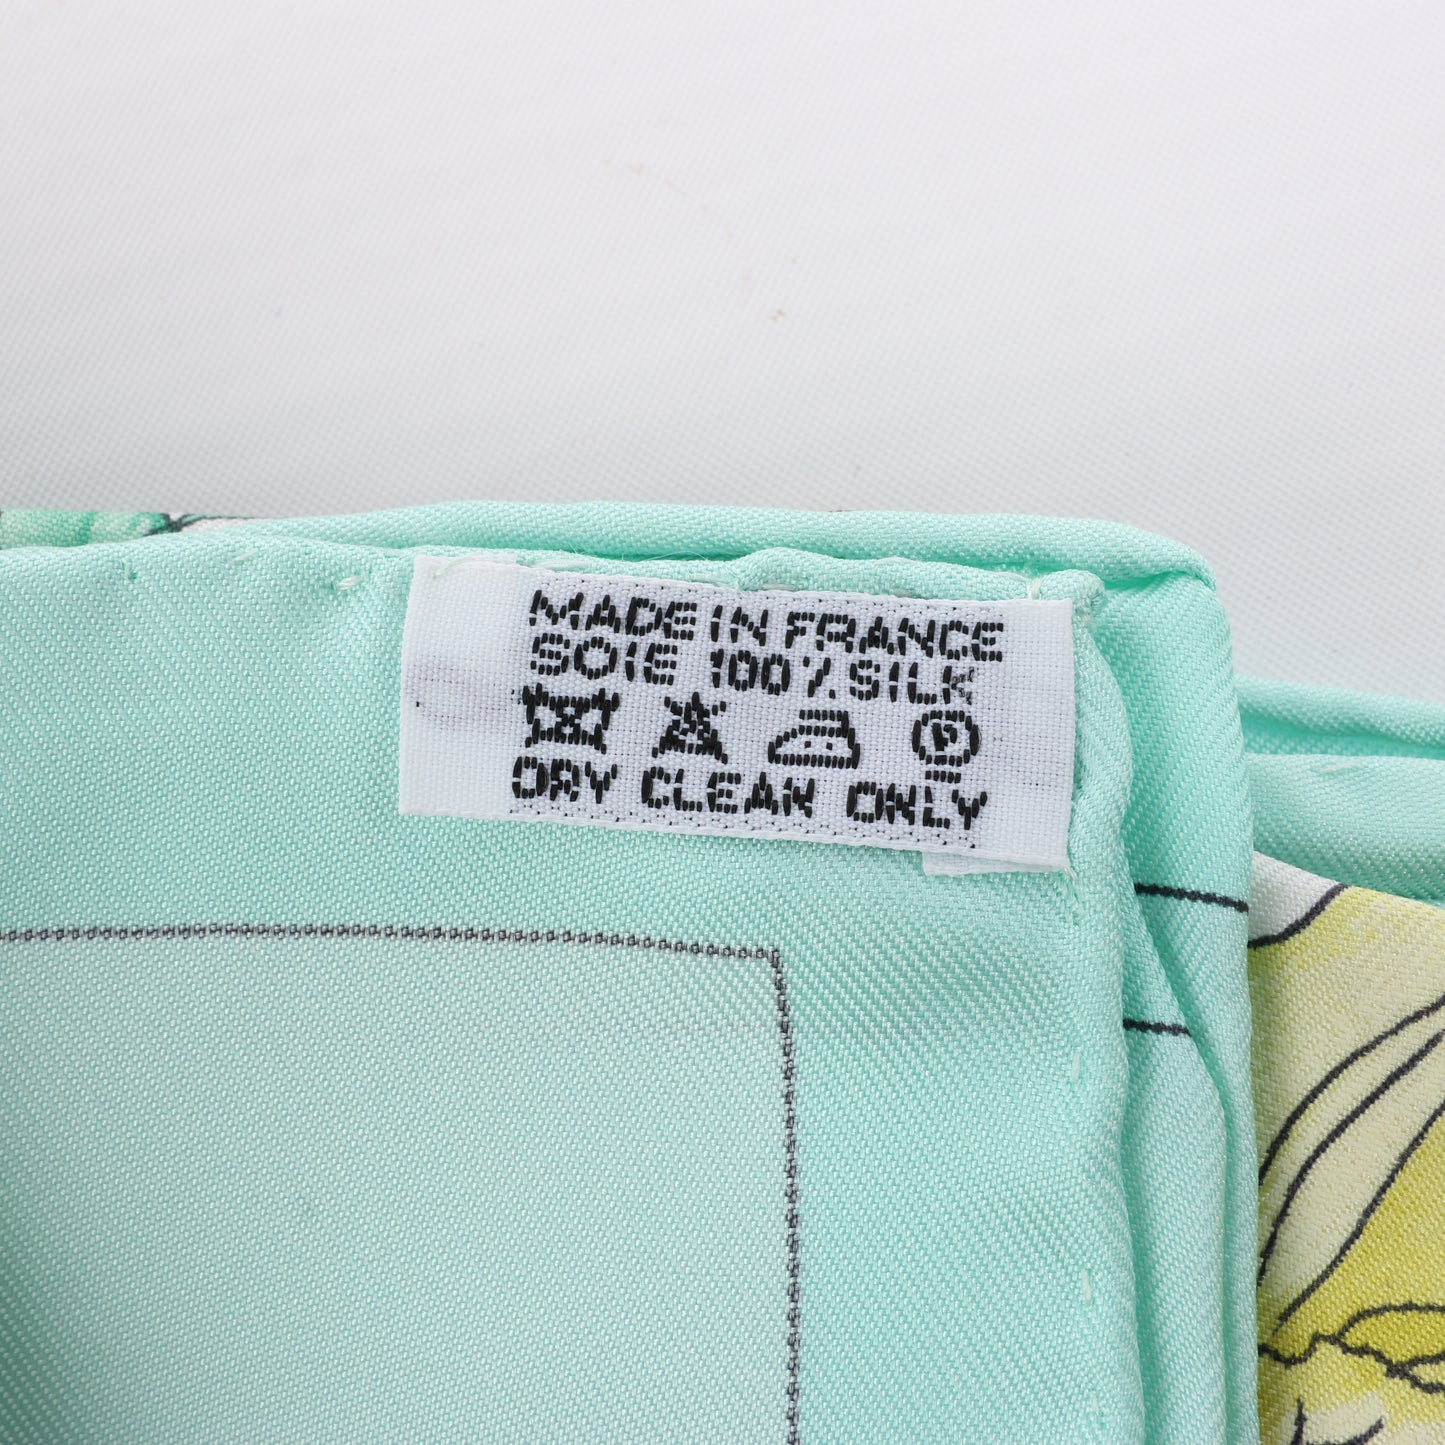 MADE IN FRANCE
SOIE 100% SILK
P
DRY CLEAN ONLY